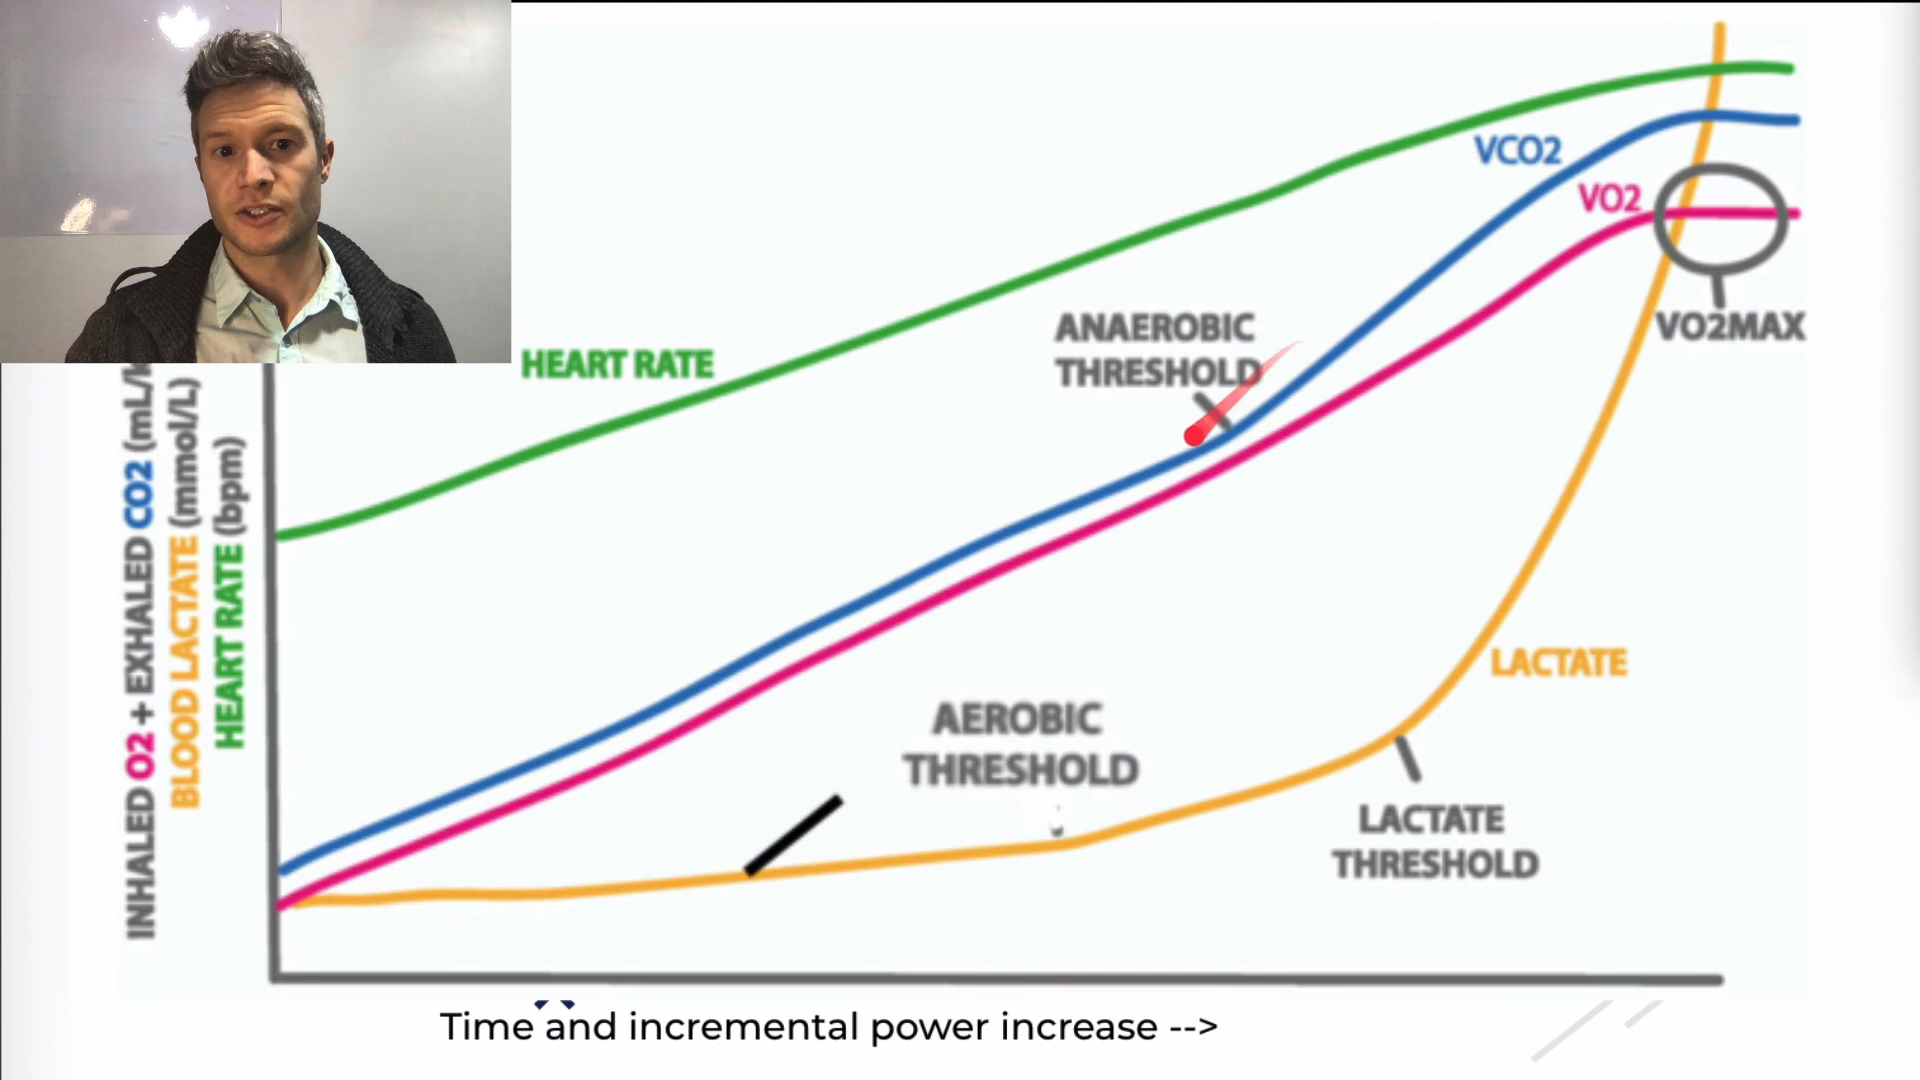 VCO2
VO2
ANAEROBIC
THRESHOLD
VO2MAX
HEART RATE
INHALED O2 + EXHALED CO2
BLOOD LACTATE (mmol/L)
HEART RATE (bpm)
LACTATE
AEROBIC
THRESHOLD
LACTATE
THRESHOLD
Time and incremental power increase -->